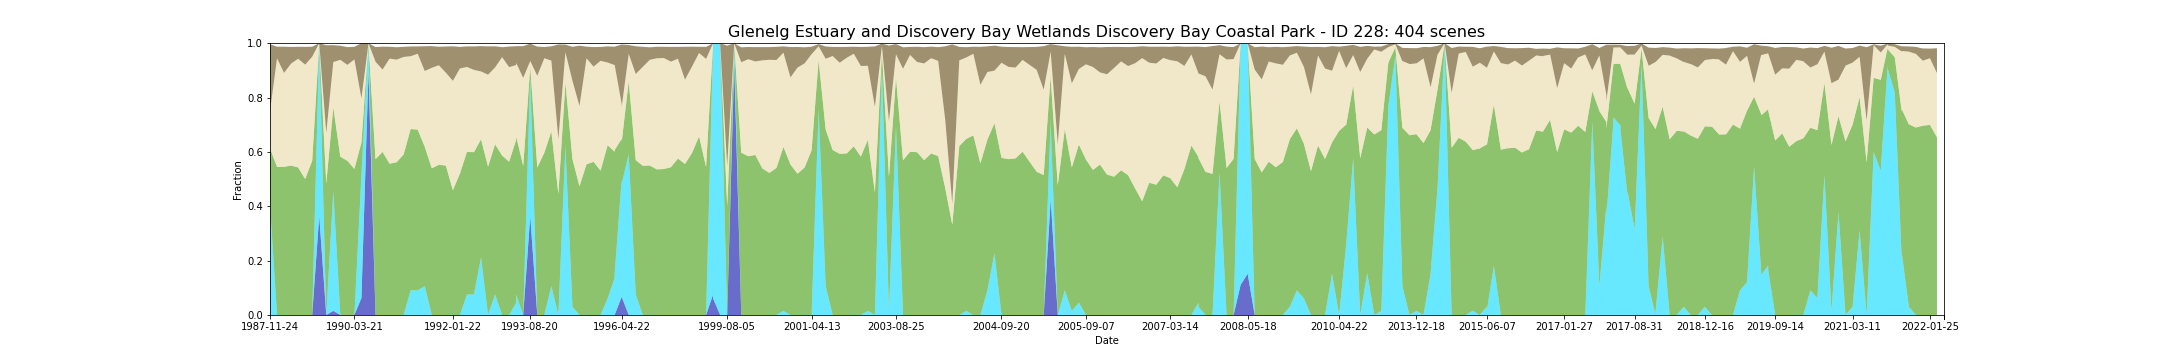 Glenelg Estuary and Discovery Bay Wetlands Discovery Bay Coastal Park - ID 228: 404 scenes
1.0
0.8
0.6
0.4
0.2
0.0
Fraction
1987-11-24 1990-03-21 1992-01-22 1993-08-20 1996-04-22 1999-08-05 2001-04-13 2003-08-25 2004-09-20 2005-09-07 2007-03-14 2008-05-18 2010-04-22 2013-12-18 2015-06-07 2017-01-27 2017-08-31 2018-12-16 2019-09-14 2021-03-11 2022-01-25
Date